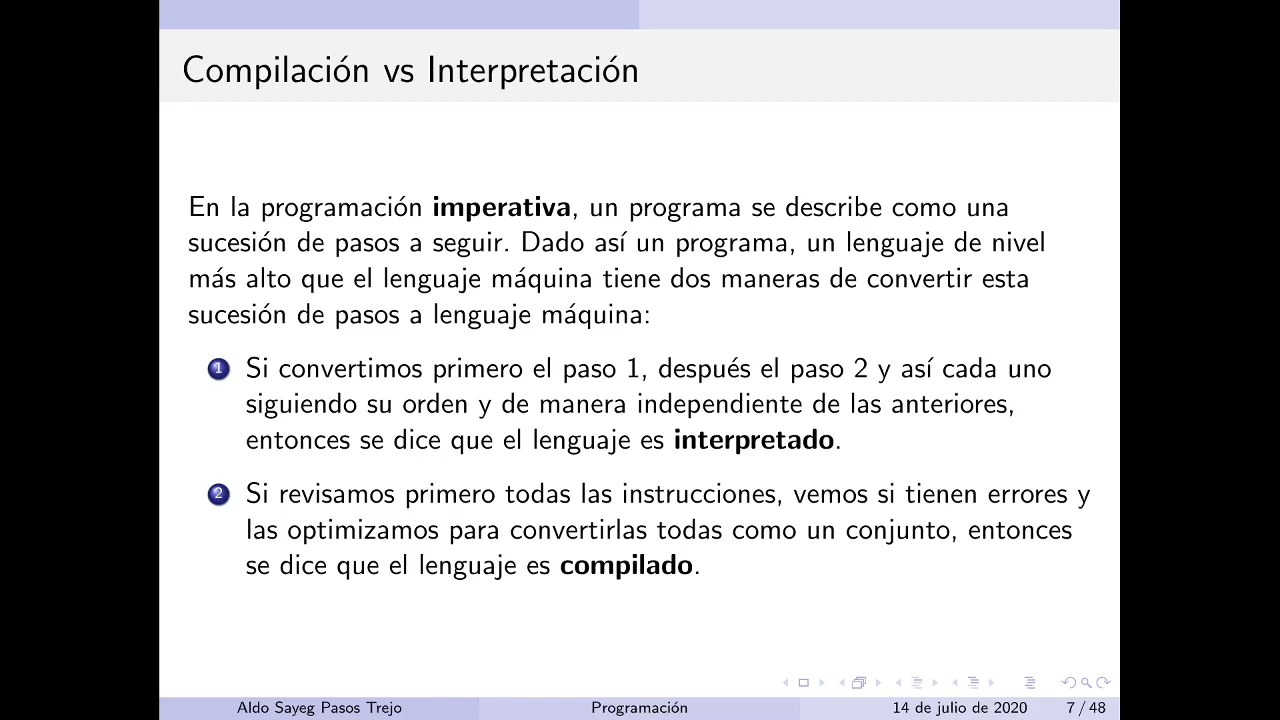 Compilación vs Interpretación
En la programación imperativa, un programa se describe como una
sucesión de pasos a seguir. Dado así un programa, un lenguaje de nivel
más alto que el lenguaje máquina tiene dos maneras de convertir esta
sucesión de pasos a lenguaje máquina:
1 Si convertimos primero el paso 1, después el paso 2 y así cada uno
siguiendo su orden y de manera independiente de las anteriores,
entonces se dice que el lenguaje es interpretado.
2 Si revisamos primero todas las instrucciones, vemos si tienen errores y
las optimizamos para convertirlas todas como un conjunto, entonces
se dice que el lenguaje es compilado.
Aldo Sayeg Pasos Trejo Programación 14 de julio de 2020 7 / 48